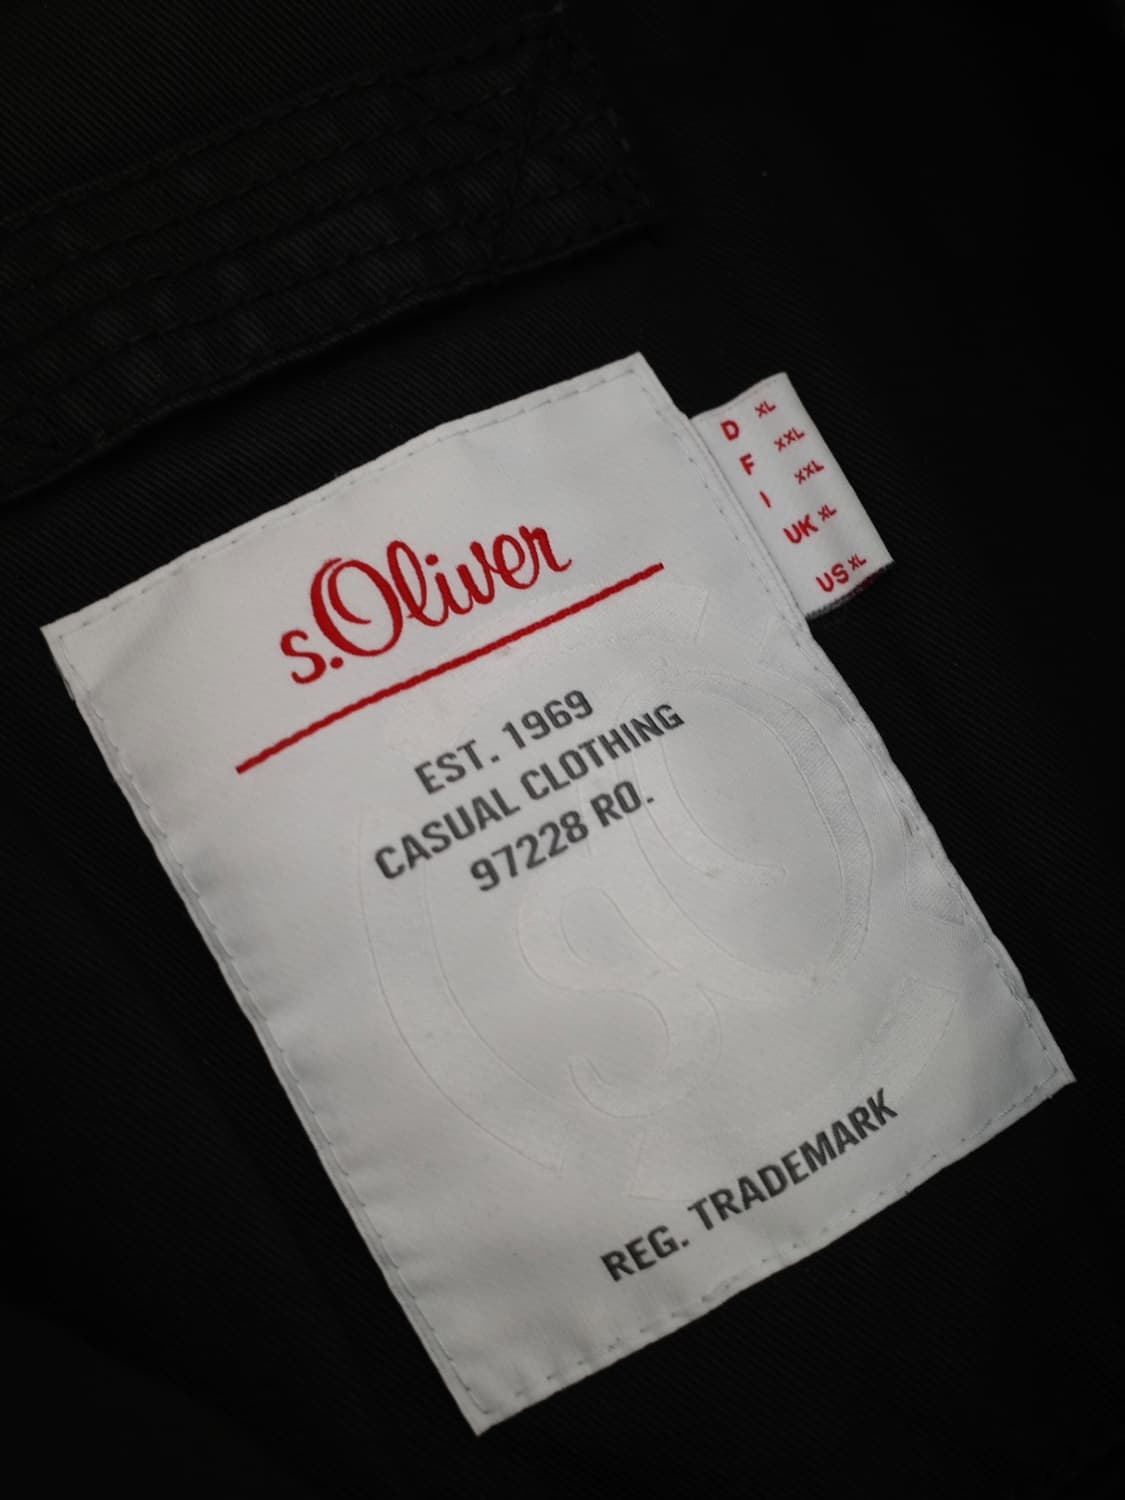 s.Oliver
EST. 1969
CASUAL CLOTHING
97228 RO.
REG. TRADEMARK
D XL
F XXL
I XXL
UK XL
US XL